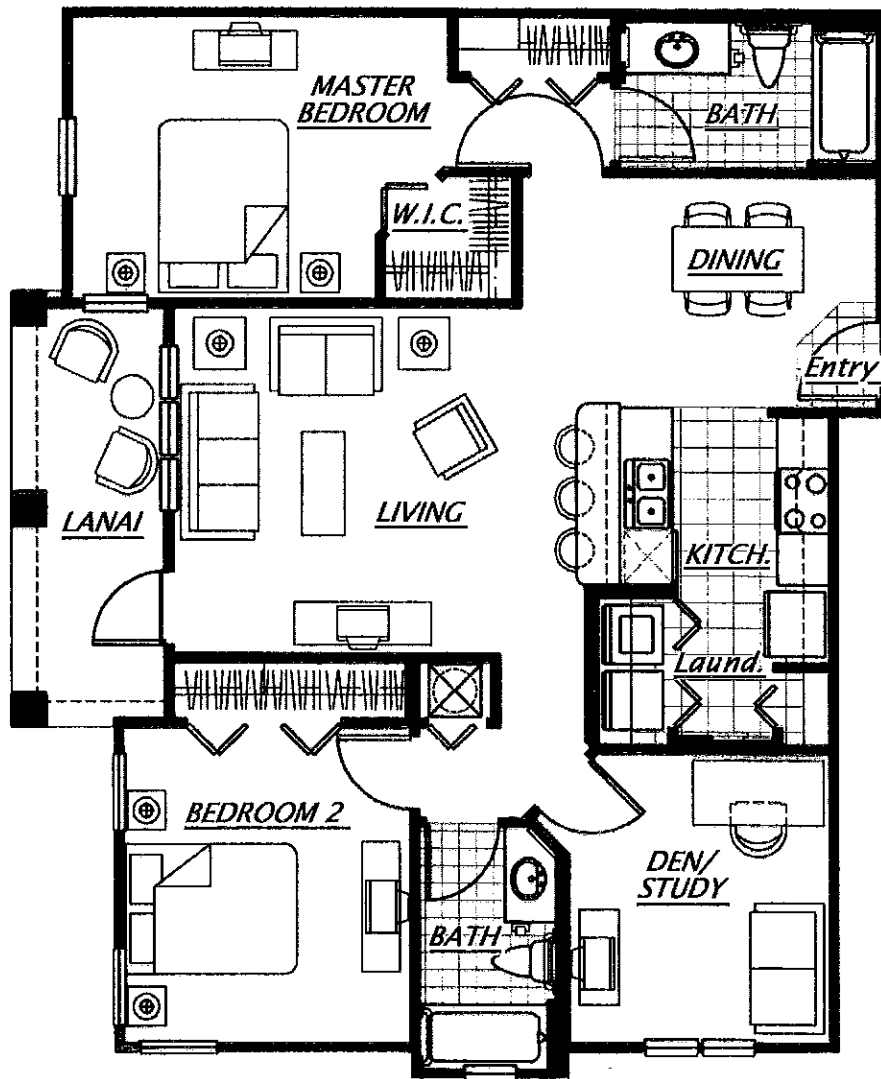 MASTER
BEDROOM
BATH
W.I.C.
DINING
Entry
LANAI
LIVING
KITCH.
Laund.
BEDROOM 2
DEN/
STUDY
BATH